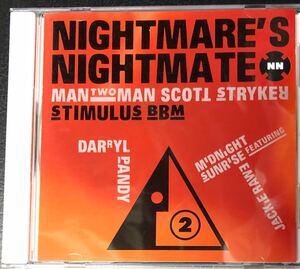 NIGHTMARE'S
NIGHTMATE NN
MAN TWO MAN SCOTT STRYKER
STIMULUS BBM
DARRYL
PANDY
MIDNIGHT
SUNRISE FEATURING
JACKIE RAWE
2